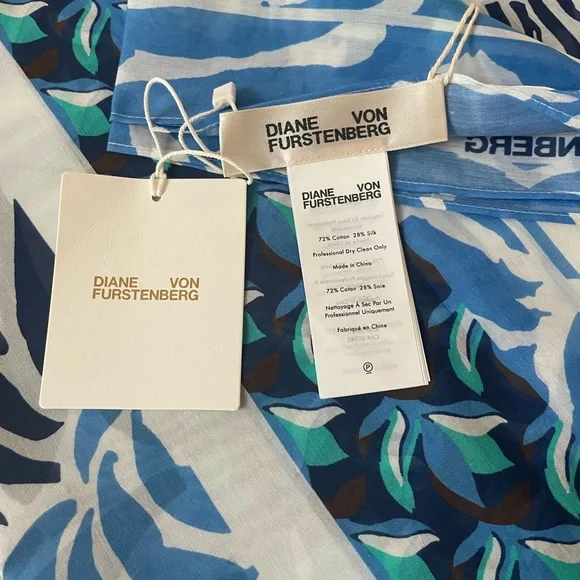 DIANE VON
FURSTENBERG
NBERG
DIANE VON
FURSTENBERG
72% Cotton 28% Silk
Professional Dry Clean Only
Made in China
72% Coton 28% Soie
Nettoyage À Sec Par Un
Professionnel Uniquement
Fabriqué en Chine
P
DIANE VON
FURSTENBERG